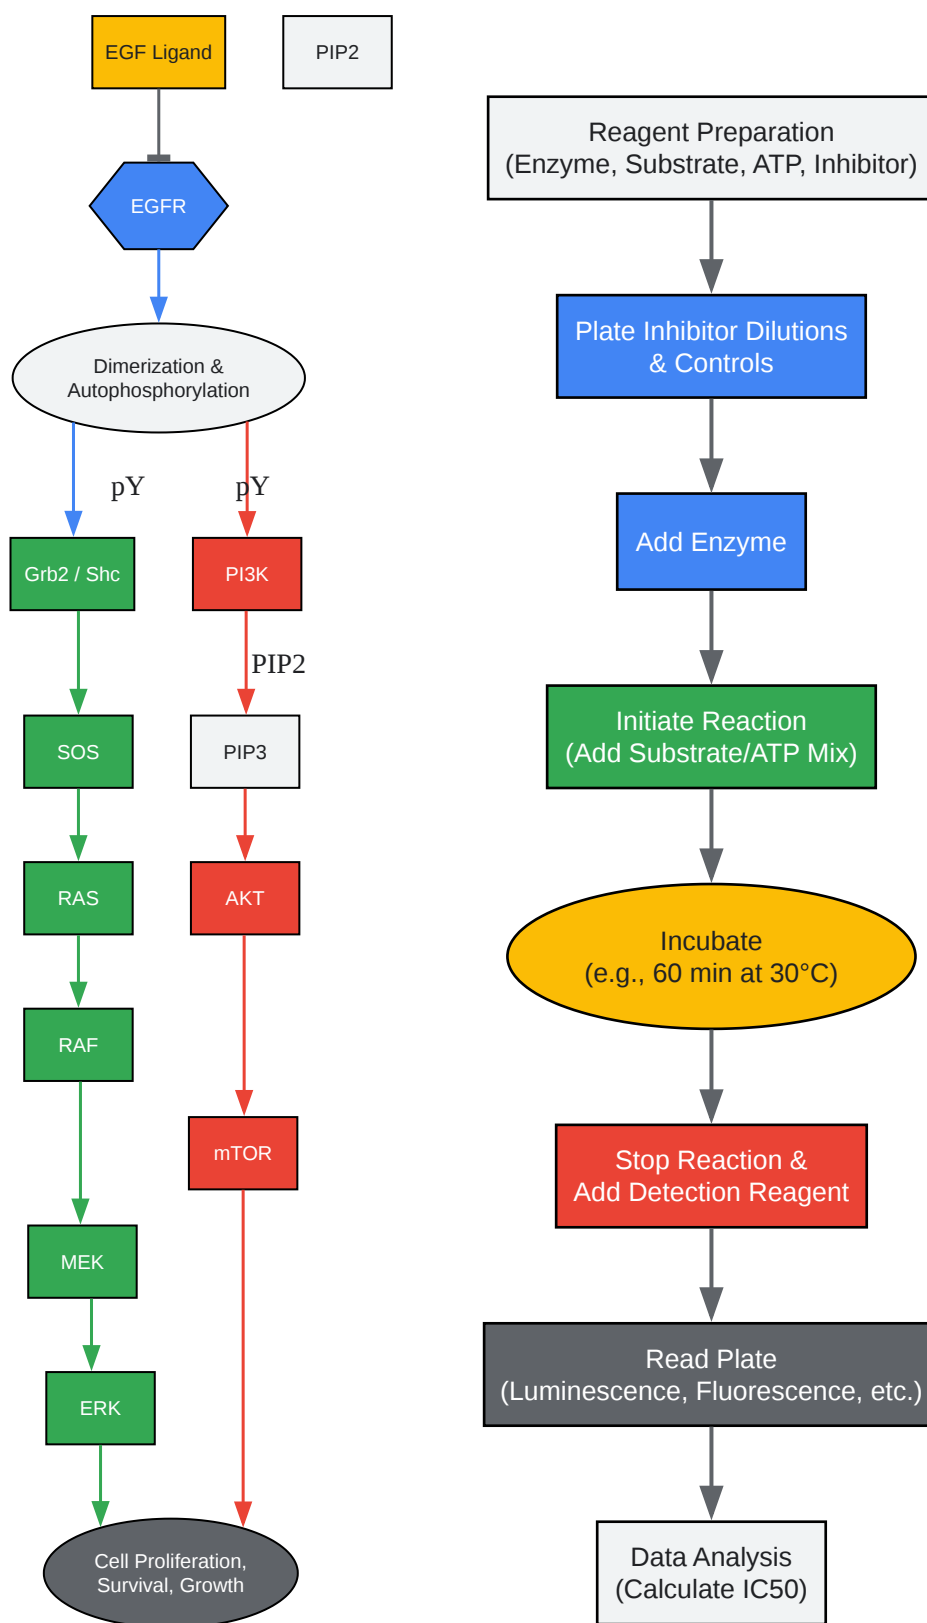 EGF Ligand
PIP2
EGFR
Dimerization &
Autophosphorylation
pY
pY
Grb2 / Shc
PI3K
PIP2
SOS
PIP3
RAS
AKT
RAF
mTOR
MEK
ERK
Cell Proliferation,
Survival, Growth
Reagent Preparation
(Enzyme, Substrate, ATP, Inhibitor)
Plate Inhibitor Dilutions
& Controls
Add Enzyme
Initiate Reaction
(Add Substrate/ATP Mix)
Incubate
(e.g., 60 min at 30°C)
Stop Reaction &
Add Detection Reagent
Read Plate
(Luminescence, Fluorescence, etc.)
Data Analysis
(Calculate IC50)